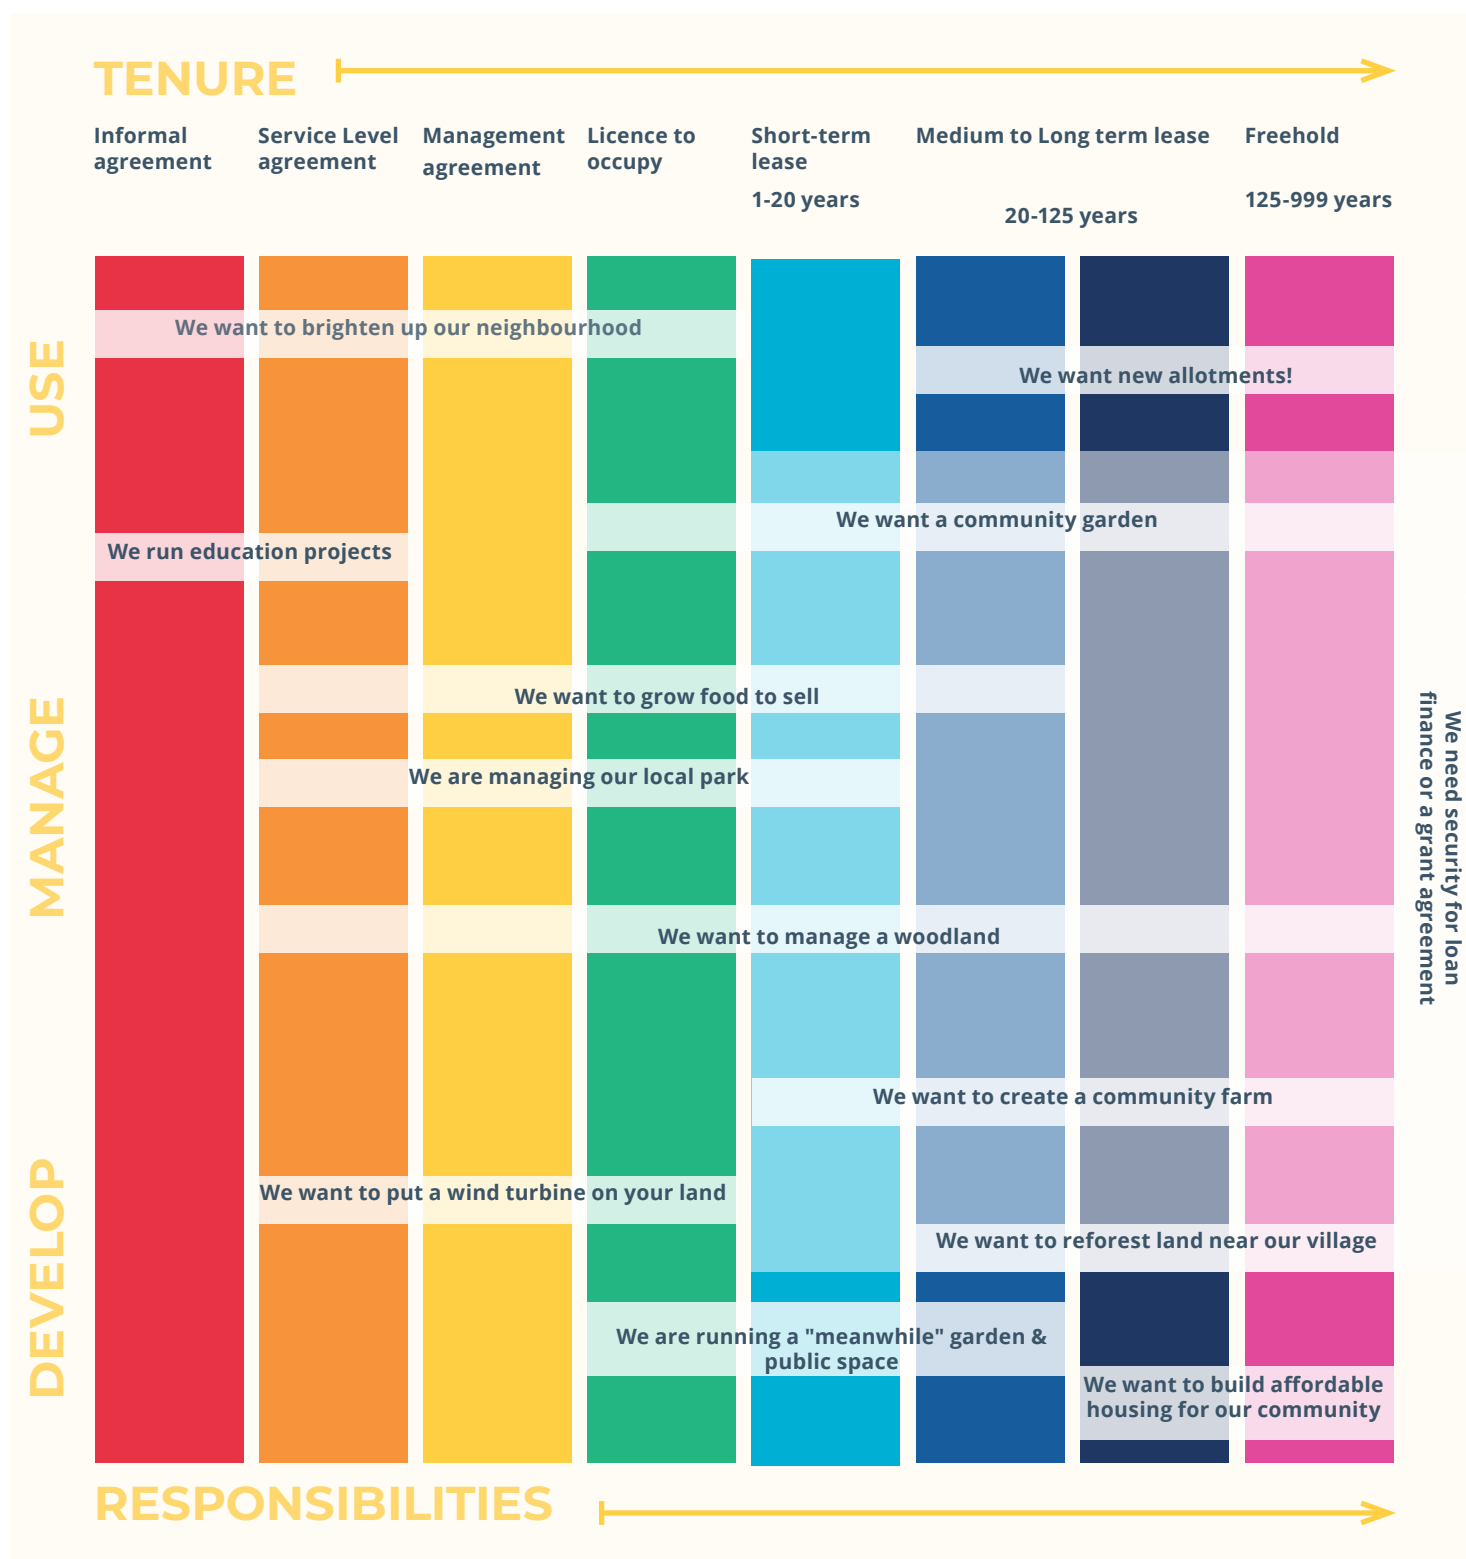 TENURE
Informal
agreement
Service Level
agreement
Management
agreement
Licence to
occupy
Short-term
lease
1-20 years
Medium to Long term lease
20-125 years
Freehold
125-999 years
USE
We want to brighten up our neighbourhood
We want new allotments!
We want a community garden
We run education projects
MANAGE
We want to grow food to sell
We are managing our local park
We need security for loan
finance or a grant agreement
We want to manage a woodland
We want to create a community farm
DEVELOP
We want to put a wind turbine on your land
We want to reforest land near our village
We are running a "meanwhile" garden &
public space
We want to build affordable
housing for our community
RESPONSIBILITIES